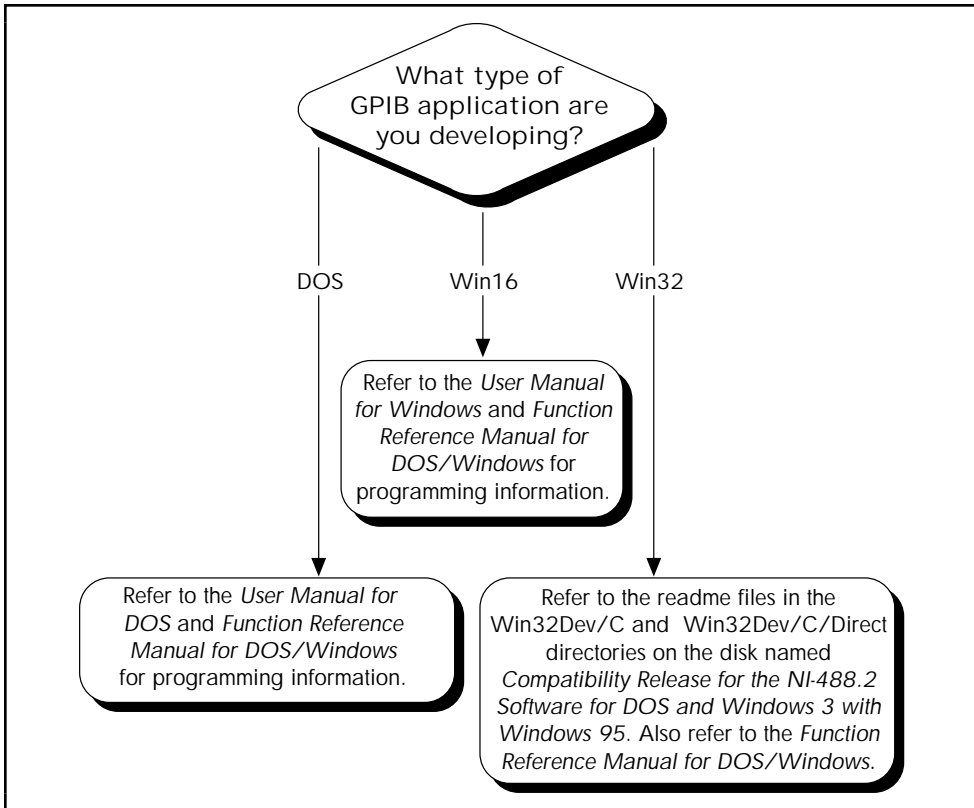 What type of
GPIB application are
you developing?
DOS
Win16
Win32
Refer to the User Manual
for Windows and Function
Reference Manual for
DOS/Windows for
programming information.
Refer to the User Manual for
DOS and Function Reference
Manual for DOS/Windows
for programming information.
Refer to the readme files in the
Win32Dev/C and Win32Dev/C/Direct
directories on the disk named
Compatibility Release for the NI-488.2
Software for DOS and Windows 3 with
Windows 95. Also refer to the Function
Reference Manual for DOS/Windows.